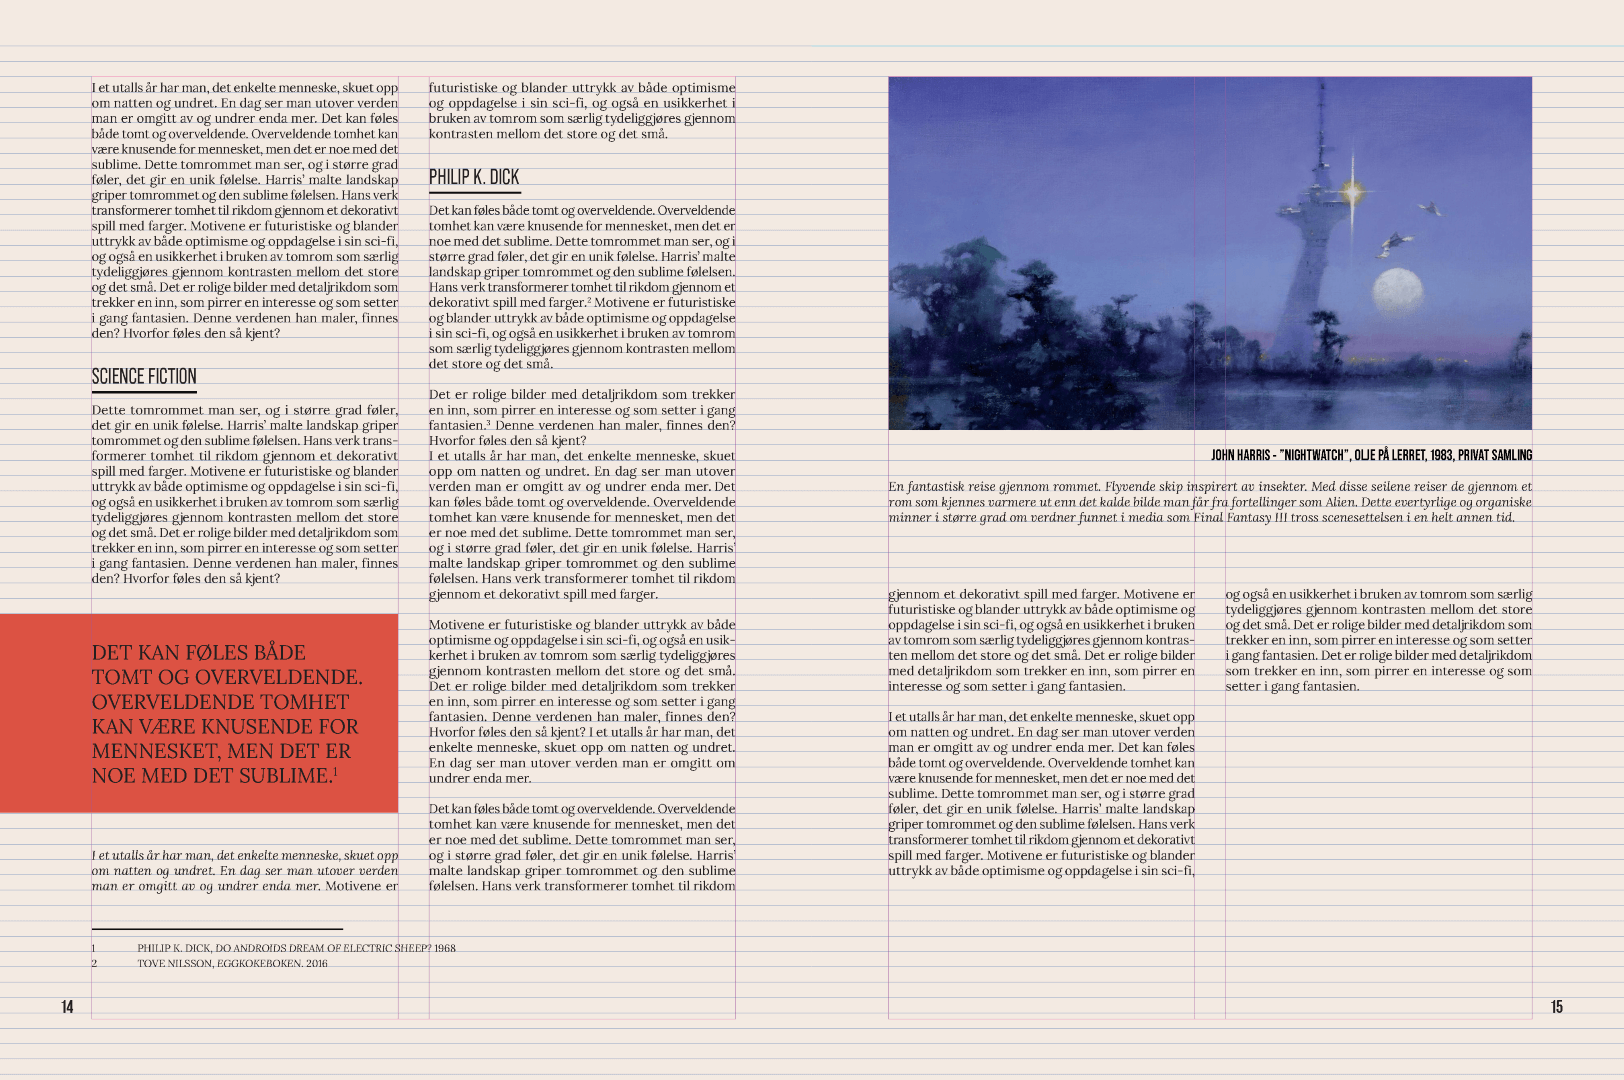 I et utalls år har man, det enkelte menneske, skuet opp
om natten og undret. En dag ser man utover verden
man er omgitt av og undrer enda mer. Det kan føles
både tomt og overveldende. Overveldende tomhet kan
være knusende for mennesket, men det er noe med det
sublime. Dette tomrommet man ser, og i større grad
føler, det gir en unik følelse. Harris’ malte landskap
griper tomrommet og den sublime følelsen. Hans verk
transformerer tomhet til rikdom gjennom et dekorativt
spill med farger. Motivene er futuristiske og blander
uttrykk av både optimisme og oppdagelse i sin sci-fi,
og også en usikkerhet i bruken av tomrom som særlig
tydeliggjøres gjennom kontrasten mellom det store
og det små. Det er rolige bilder med detaljrikdom som
trekker en inn, som pirrer en interesse og som setter
i gang fantasien. Denne verdenen han maler, finnes
den? Hvorfor føles den så kjent?
SCIENCE FICTION
Dette tomrommet man ser, og i større grad føler,
det gir en unik følelse. Harris’ malte landskap griper
tomrommet og den sublime følelsen. Hans verk trans-
formerer tomhet til rikdom gjennom et dekorativt
spill med farger. Motivene er futuristiske og blander
uttrykk av både optimisme og oppdagelse i sin sci-fi,
og også en usikkerhet i bruken av tomrom som særlig
tydeliggjøres gjennom kontrasten mellom det store
og det små. Det er rolige bilder med detaljrikdom som
trekker en inn, som pirrer en interesse og som setter
i gang fantasien. Denne verdenen han maler, finnes
den? Hvorfor føles den så kjent?
DET KAN FØLES BÅDE
TOMT OG OVERVELDENDE.
OVERVELDENDE TOMHET
KAN VÆRE KNUSENDE FOR
MENNESKET, MEN DET ER
NOE MED DET SUBLIME.¹
I et utalls år har man, det enkelte menneske, skuet opp
om natten og undret. En dag ser man utover verden
man er omgitt av og undrer enda mer. Motivene er
futuristiske og blander uttrykk av både optimisme
og oppdagelse i sin sci-fi, og også en usikkerhet i
bruken av tomrom som særlig tydeliggjøres gjennom
kontrasten mellom det store og det små.
PHILIP K. DICK
Det kan føles både tomt og overveldende. Overveldende
tomhet kan være knusende for mennesket, men det er
noe med det sublime. Dette tomrommet man ser, og i
større grad føler, det gir en unik følelse. Harris’ malte
landskap griper tomrommet og den sublime følelsen.
Hans verk transformerer tomhet til rikdom gjennom et
dekorativt spill med farger.² Motivene er futuristiske
og blander uttrykk av både optimisme og oppdagelse
i sin sci-fi, og også en usikkerhet i bruken av tomrom
som særlig tydeliggjøres gjennom kontrasten mellom
det store og det små.
Det er rolige bilder med detaljrikdom som trekker
en inn, som pirrer en interesse og som setter i gang
fantasien.³ Denne verdenen han maler, finnes den?
Hvorfor føles den så kjent?
I et utalls år har man, det enkelte menneske, skuet
opp om natten og undret. En dag ser man utover
verden man er omgitt av og undrer enda mer. Det
kan føles både tomt og overveldende. Overveldende
tomhet kan være knusende for mennesket, men det
er noe med det sublime. Dette tomrommet man ser,
og i større grad føler, det gir en unik følelse. Harris’
malte landskap griper tomrommet og den sublime
følelsen. Hans verk transformerer tomhet til rikdom
gjennom et dekorativt spill med farger.
Motivene er futuristiske og blander uttrykk av både
optimisme og oppdagelse i sin sci-fi, og også en usik-
kerhet i bruken av tomrom som særlig tydeliggjøres
gjennom kontrasten mellom det store og det små.
Det er rolige bilder med detaljrikdom som trekker
en inn, som pirrer en interesse og som setter i gang
fantasien. Denne verdenen han maler, finnes den?
Hvorfor føles den så kjent? I et utalls år har man, det
enkelte menneske, skuet opp om natten og undret.
En dag ser man utover verden man er omgitt om
undrer enda mer.
Det kan føles både tomt og overveldende. Overveldende
tomhet kan være knusende for mennesket, men det
er noe med det sublime. Dette tomrommet man ser,
og i større grad føler, det gir en unik følelse. Harris’
malte landskap griper tomrommet og den sublime
følelsen. Hans verk transformerer tomhet til rikdom
1 PHILIP K. DICK, DO ANDROIDS DREAM OF ELECTRIC SHEEP? 1968
2 TOVE NILSSON, EGGKOKEBOKEN. 2016
14
JOHN HARRIS - ”NIGHTWATCH”, OLJE PÅ LERRET, 1983, PRIVAT SAMLING
En fantastisk reise gjennom rommet. Flyvende skip inspirert av insekter. Med disse seilene reiser de gjennom et
rom som kjennes varmere ut enn det kalde bilde man får fra fortellinger som Alien. Dette evertyrlige og organiske
minner i større grad om verdner funnet i media som Final Fantasy III tross scenesettelsen i en helt annen tid.
gjennom et dekorativt spill med farger. Motivene er
futuristiske og blander uttrykk av både optimisme og
oppdagelse i sin sci-fi, og også en usikkerhet i bruken
av tomrom som særlig tydeliggjøres gjennom kontras-
ten mellom det store og det små. Det er rolige bilder
med detaljrikdom som trekker en inn, som pirrer en
interesse og som setter i gang fantasien.
I et utalls år har man, det enkelte menneske, skuet opp
om natten og undret. En dag ser man utover verden
man er omgitt av og undrer enda mer. Det kan føles
både tomt og overveldende. Overveldende tomhet kan
være knusende for mennesket, men det er noe med det
sublime. Dette tomrommet man ser, og i større grad
føler, det gir en unik følelse. Harris’ malte landskap
griper tomrommet og den sublime følelsen. Hans verk
transformerer tomhet til rikdom gjennom et dekorativt
spill med farger. Motivene er futuristiske og blander
uttrykk av både optimisme og oppdagelse i sin sci-fi,
og også en usikkerhet i bruken av tomrom som særlig
tydeliggjøres gjennom kontrasten mellom det store
og det små. Det er rolige bilder med detaljrikdom som
trekker en inn, som pirrer en interesse og som setter
i gang fantasien. Det er rolige bilder med detaljrikdom
som trekker en inn, som pirrer en interesse og som
setter i gang fantasien.
15